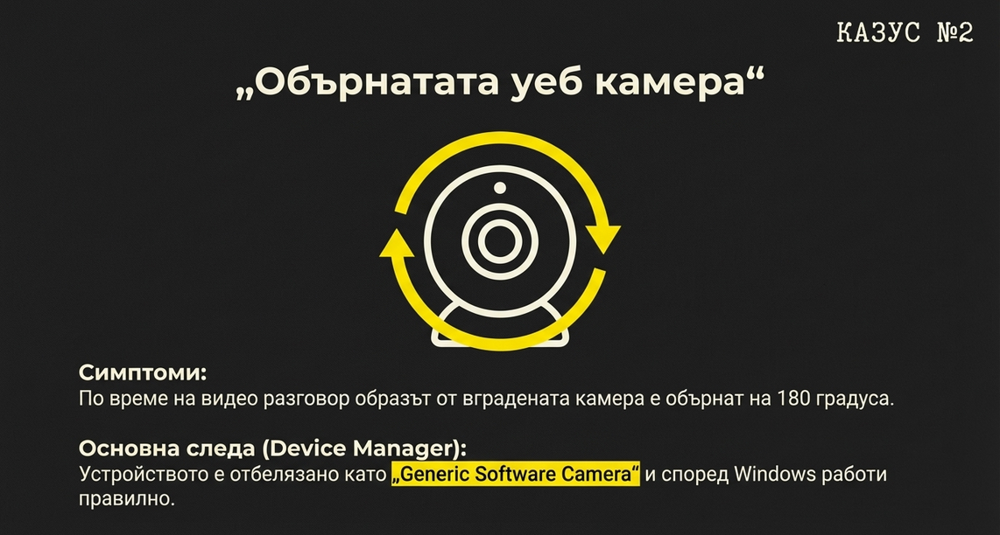 КАЗУС №2
„Обърнатата уеб камера“
Симптоми:
По време на видео разговор образът от вградената камера е обърнат на 180 градуса.
Основна следа (Device Manager):
Устройството е отбелязано като „Generic Software Camera“ и според Windows работи
правилно.